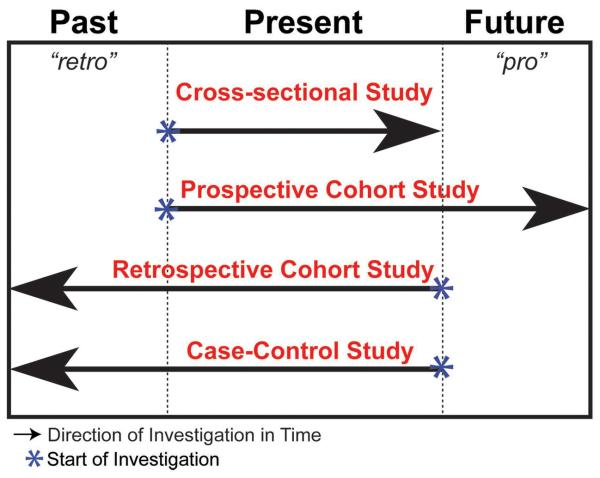 Past Present Future
“retro” “pro”
Cross-sectional Study
Prospective Cohort Study
Retrospective Cohort Study
Case-Control Study
Direction of Investigation in Time
Start of Investigation